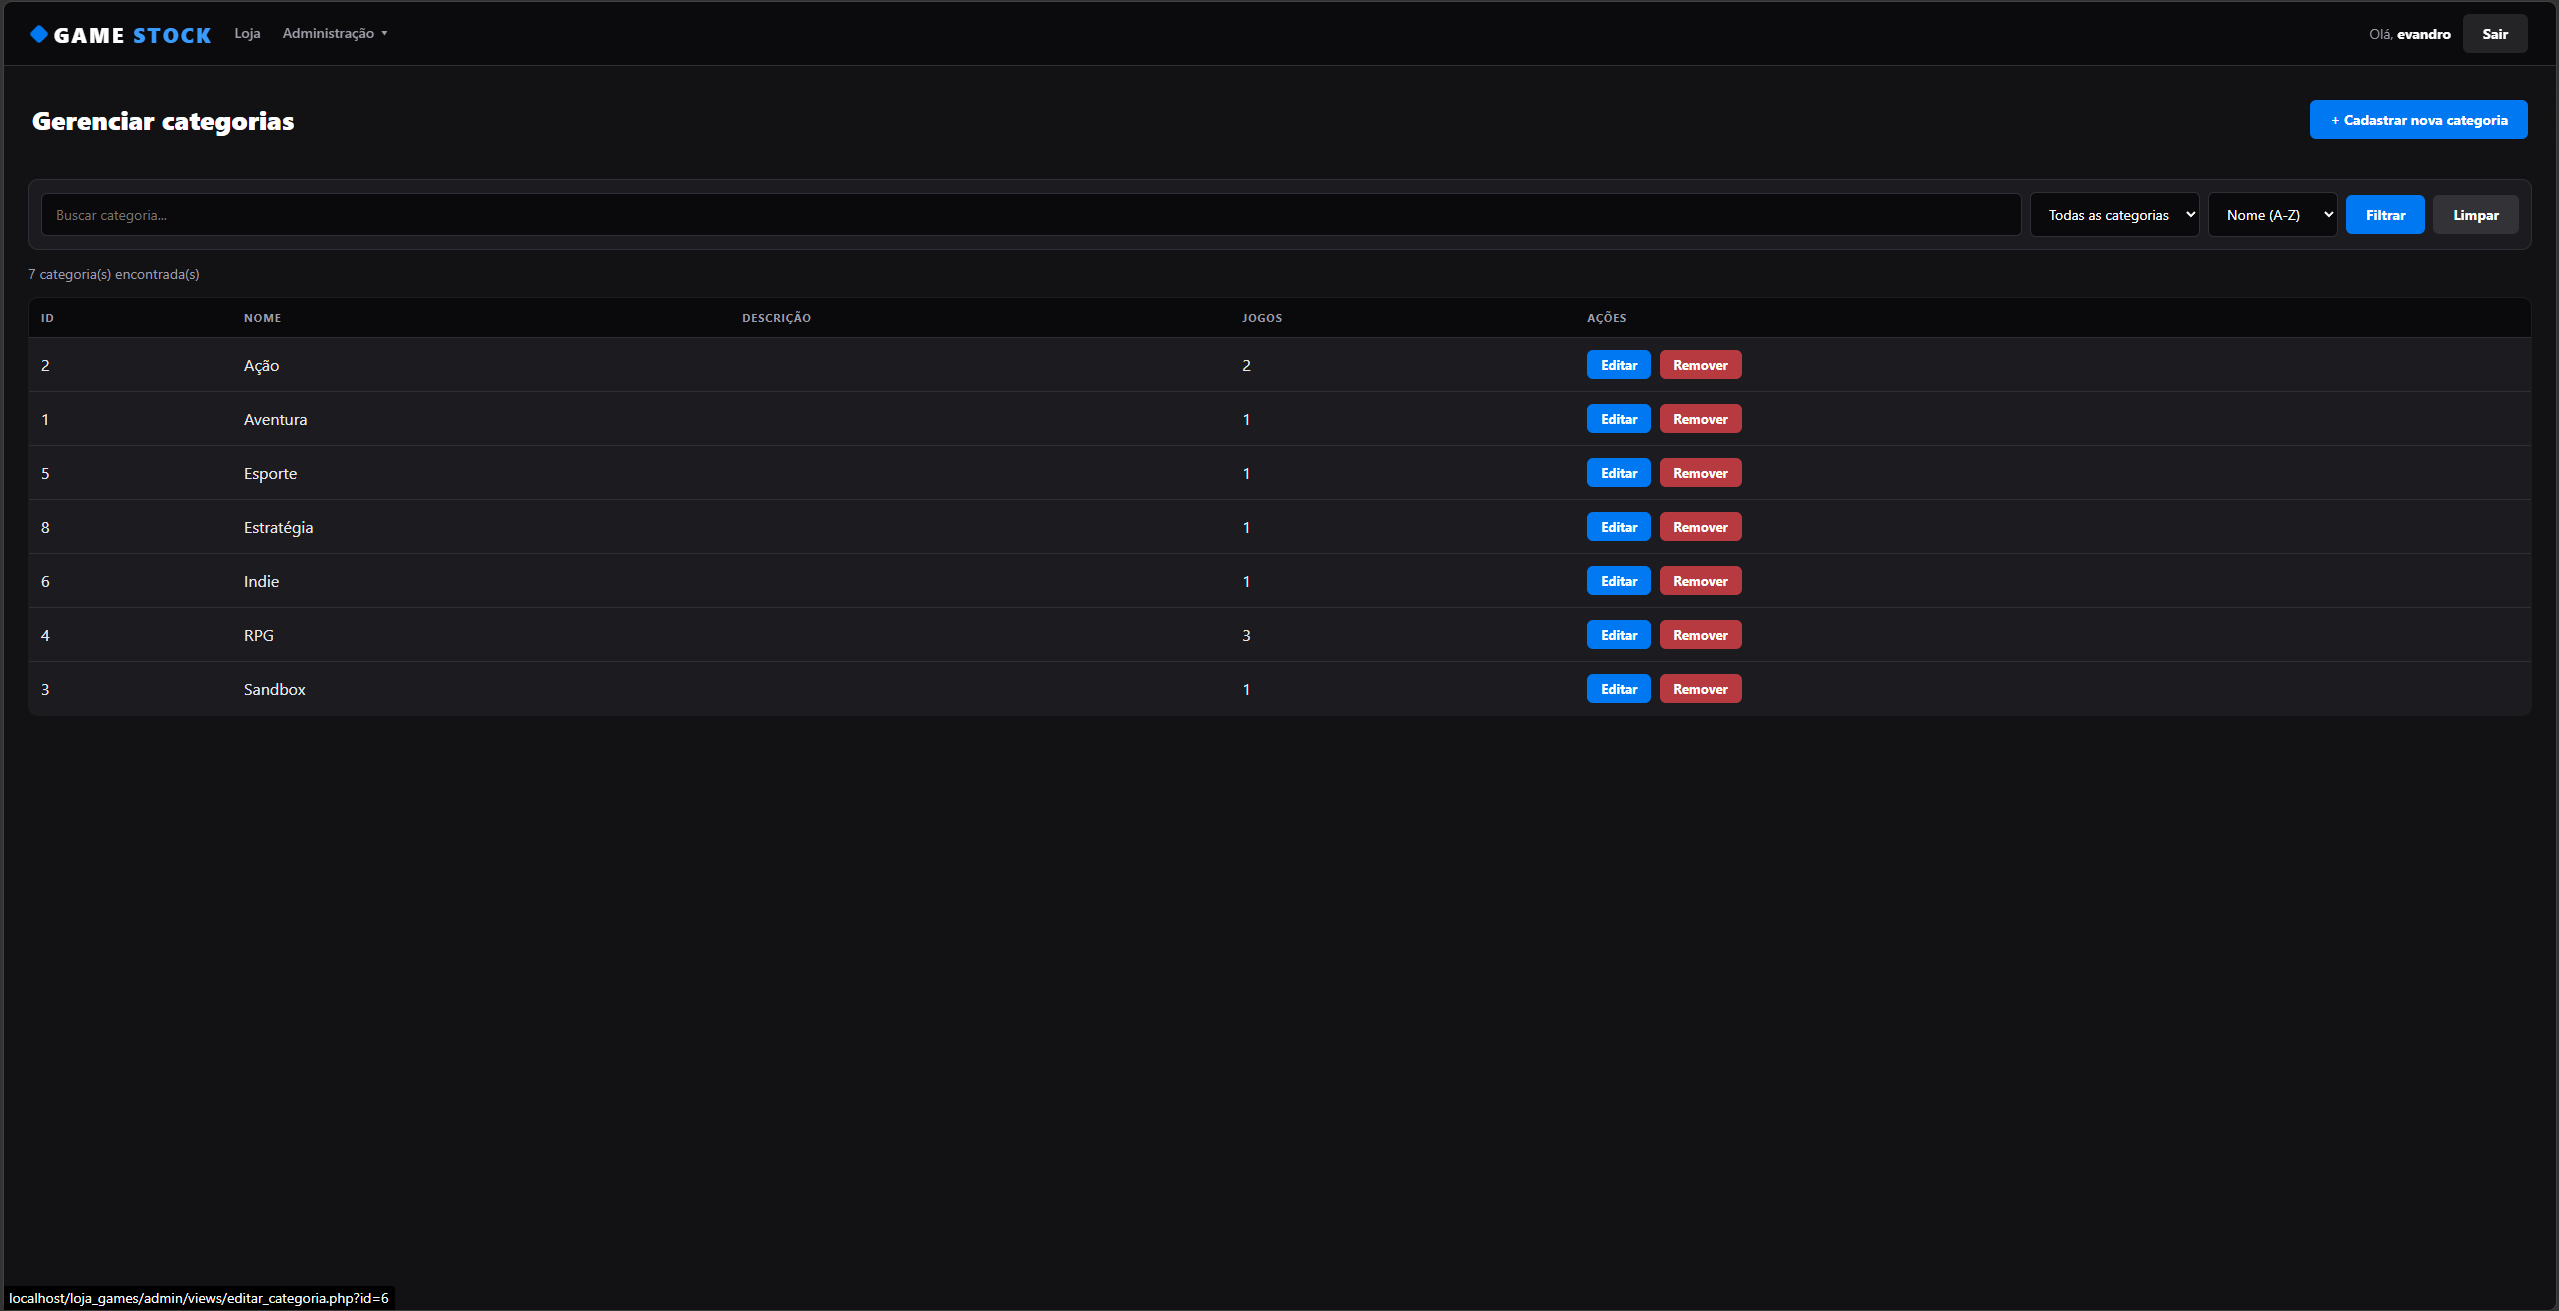 GAME STOCK Loja Administração ▾ Olá, evandro Sair
Gerenciar categorias + Cadastrar nova categoria
Buscar categoria... Todas as categorias Nome (A-Z) Filtrar Limpar
7 categoria(s) encontrada(s)
ID NOME DESCRIÇÃO JOGOS AÇÕES
2 Ação 2 Editar Remover
1 Aventura 1 Editar Remover
5 Esporte 1 Editar Remover
8 Estratégia 1 Editar Remover
6 Indie 1 Editar Remover
4 RPG 3 Editar Remover
3 Sandbox 1 Editar Remover
localhost/loja_games/admin/views/editar_categoria.php?id=6